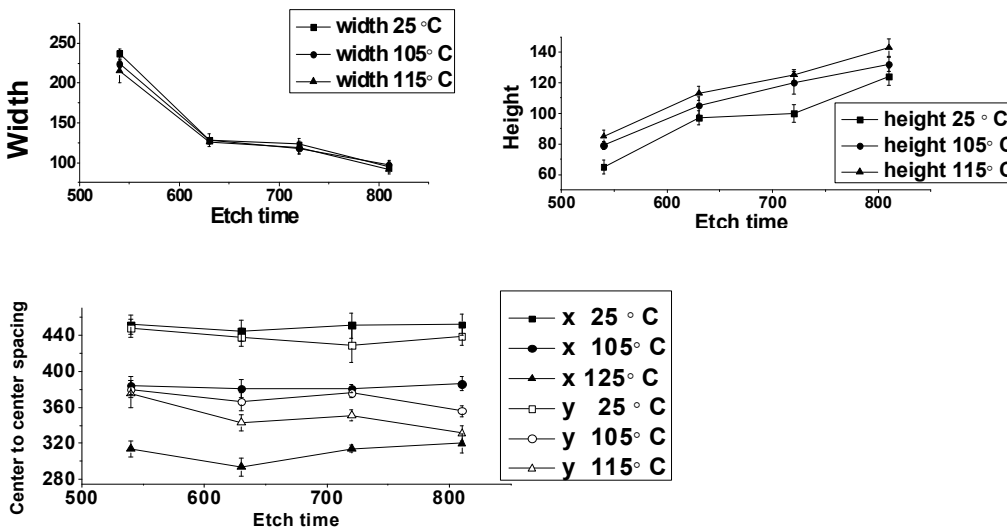 250
200
150
100
Width
500 600 700 800
Etch time
width 25 °C
width 105° C
width 115° C
140
120
100
80
60
Height
500 600 700 800
Etch time
height 25 ° C
height 105° C
height 115° C
440
400
360
320
280
Center to center spacing
500 600 700 800
Etch time
x 25 ° C
x 105° C
x 125° C
y 25 ° C
y 105° C
y 115° C